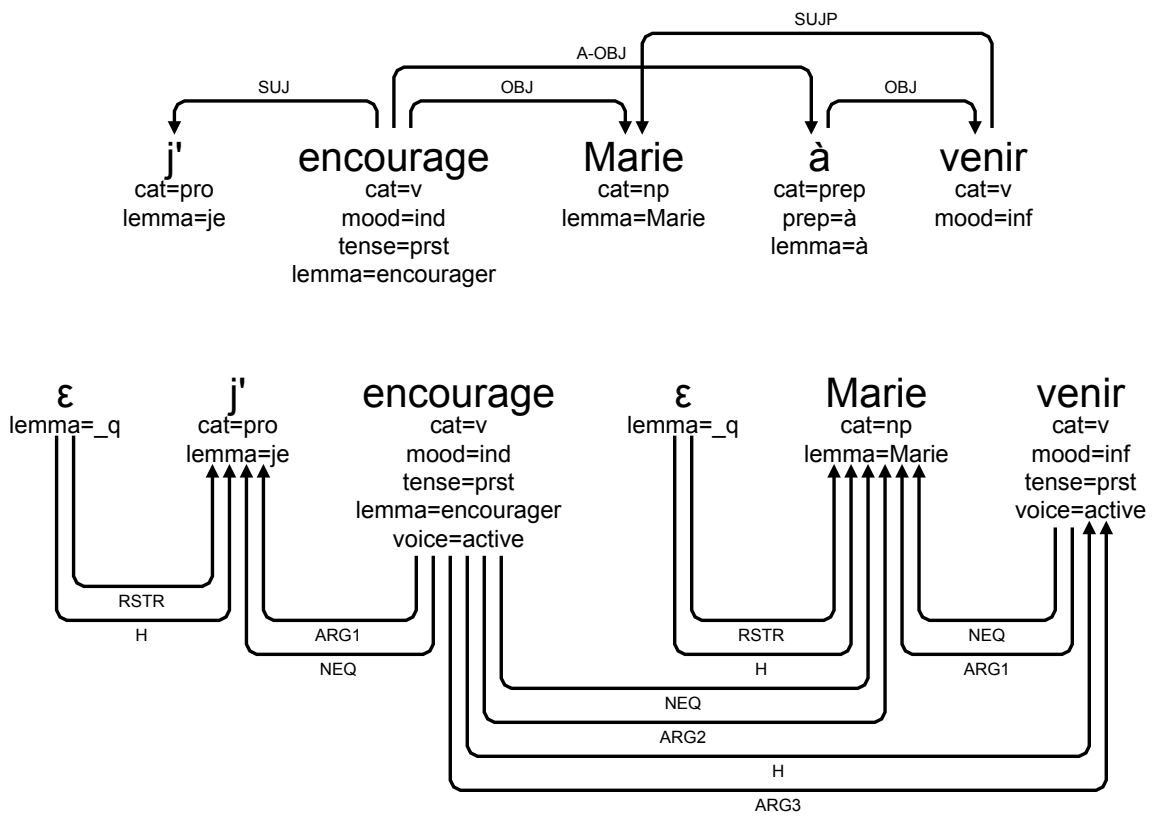 SUJP
A-OBJ
SUJ OBJ OBJ
j' encourage Marie à venir
cat=pro cat=v cat=np cat=prep cat=v
lemma=je mood=ind lemma=Marie prep=à mood=inf
tense=prst lemma=à
lemma=encourager
ε j' encourage ε Marie venir
lemma=_q cat=pro cat=v lemma=_q cat=np cat=v
lemma=je mood=ind lemma=Marie mood=inf
tense=prst tense=prst
lemma=encourager voice=active
voice=active
RSTR
H ARG1 RSTR NEQ
NEQ H ARG1
NEQ
ARG2
H
ARG3